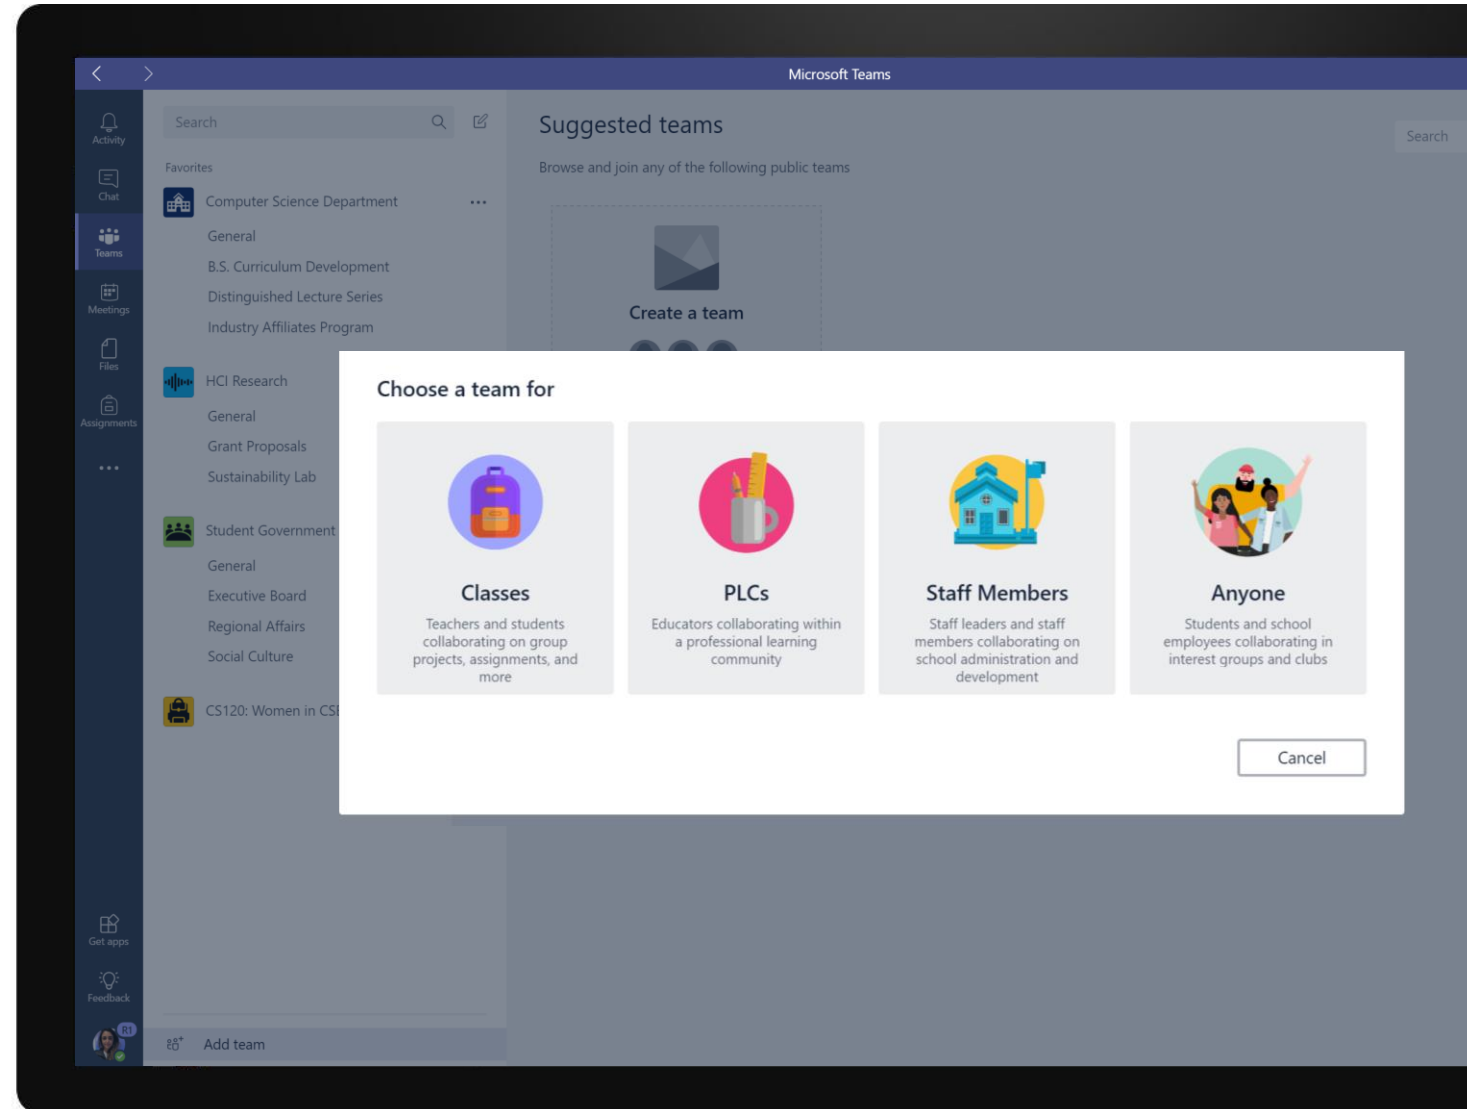 Microsoft Teams
Activity
Chat
Teams
Meetings
Files
Assignments
Get apps
Feedback
R1
Search
Favorites
Computer Science Department
General
B.S. Curriculum Development
Distinguished Lecture Series
Industry Affiliates Program
HCI Research
General
Grant Proposals
Sustainability Lab
Student Government
General
Executive Board
Regional Affairs
Social Culture
CS120: Women in CSE
Add team
Suggested teams
Search
Browse and join any of the following public teams
Create a team
Choose a team for
Classes
Teachers and students
collaborating on group
projects, assignments, and
more
PLCs
Educators collaborating within
a professional learning
community
Staff Members
Staff leaders and staff
members collaborating on
school administration and
development
Anyone
Students and school
employees collaborating in
interest groups and clubs
Cancel